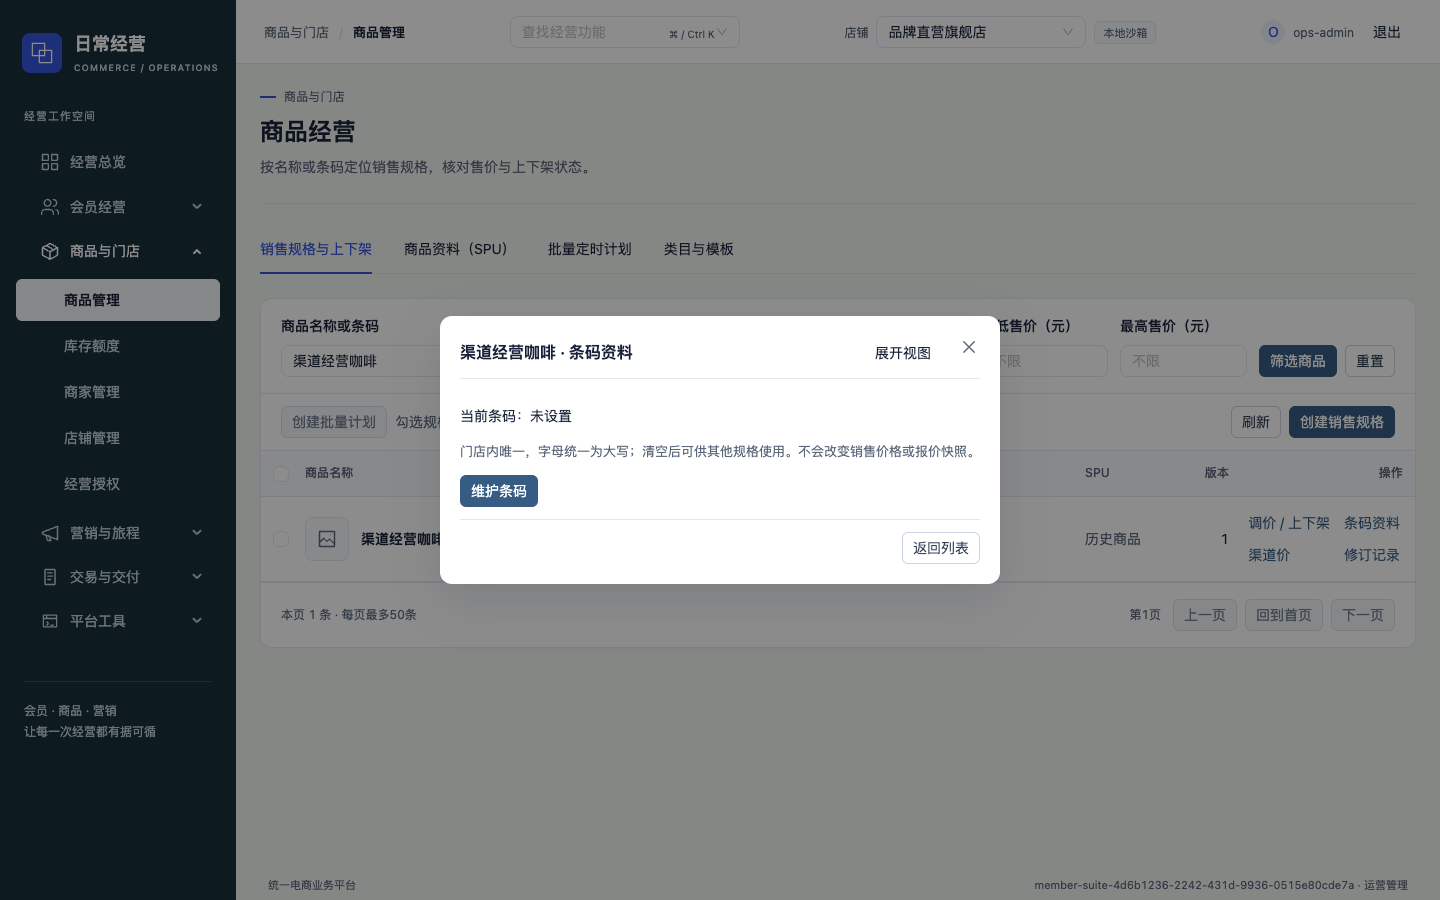 日常经营
COMMERCE / OPERATIONS
经营工作空间
经营总览
会员经营
商品与门店
商品管理
库存额度
商家管理
店铺管理
经营授权
营销与旅程
交易与交付
平台工具
会员 · 商品 · 营销
让每一次经营都有据可循
商品与门店 / 商品管理
查找经营功能 ⌘ / Ctrl K
店铺 品牌直营旗舰店 本地沙箱
O ops-admin 退出
商品与门店
商品经营
按名称或条码定位销售规格，核对售价与上下架状态。
销售规格与上下架 商品资料（SPU） 批量定时计划 类目与模板
商品名称或条码 低售价（元） 最高售价（元）
渠道经营咖啡 不限 不限 筛选商品 重置
创建批量计划 勾选规格 刷新 创建销售规格
商品名称 SPU 版本 操作
渠道经营咖啡 历史商品 1 调价 / 上下架 条码资料
渠道价 修订记录
本页 1 条 · 每页最多50条 第1页 上一页 回到首页 下一页
渠道经营咖啡 · 条码资料 展开视图
当前条码：未设置
门店内唯一，字母统一为大写；清空后可供其他规格使用。不会改变销售价格或报价快照。
维护条码
返回列表
统一电商业务平台
member-suite-4d6b1236-2242-431d-9936-0515e80cde7a · 运营管理